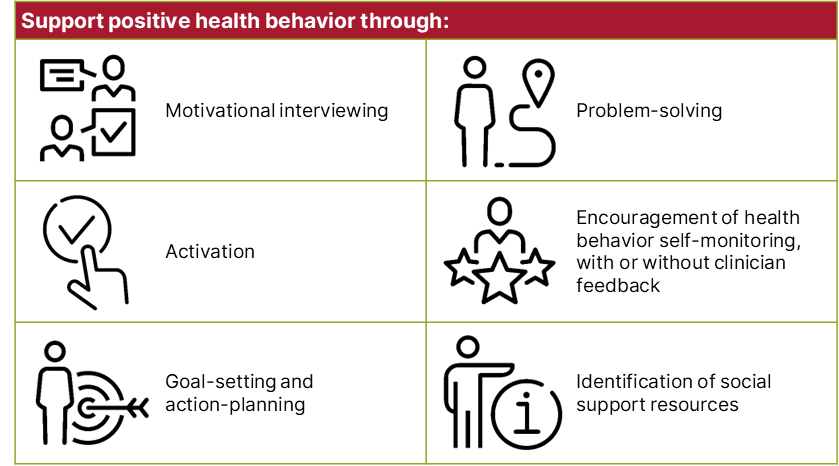 Support positive health behavior through:
Motivational interviewing
Problem-solving
Activation
Encouragement of health
behavior self-monitoring,
with or without clinician
feedback
Goal-setting and
action-planning
Identification of social
support resources